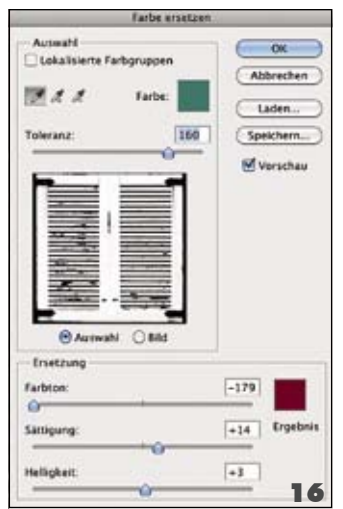 Farbe ersetzen
Auswahl
Lokalisierte Farbgruppen
Farbe:
Toleranz: 160
Auswahl Bild
OK
Abbrechen
Laden...
Speichern...
Vorschau
Ersetzung
Farbton: -179
Sättigung: +14
Ergebnis
Helligkeit: +3
16